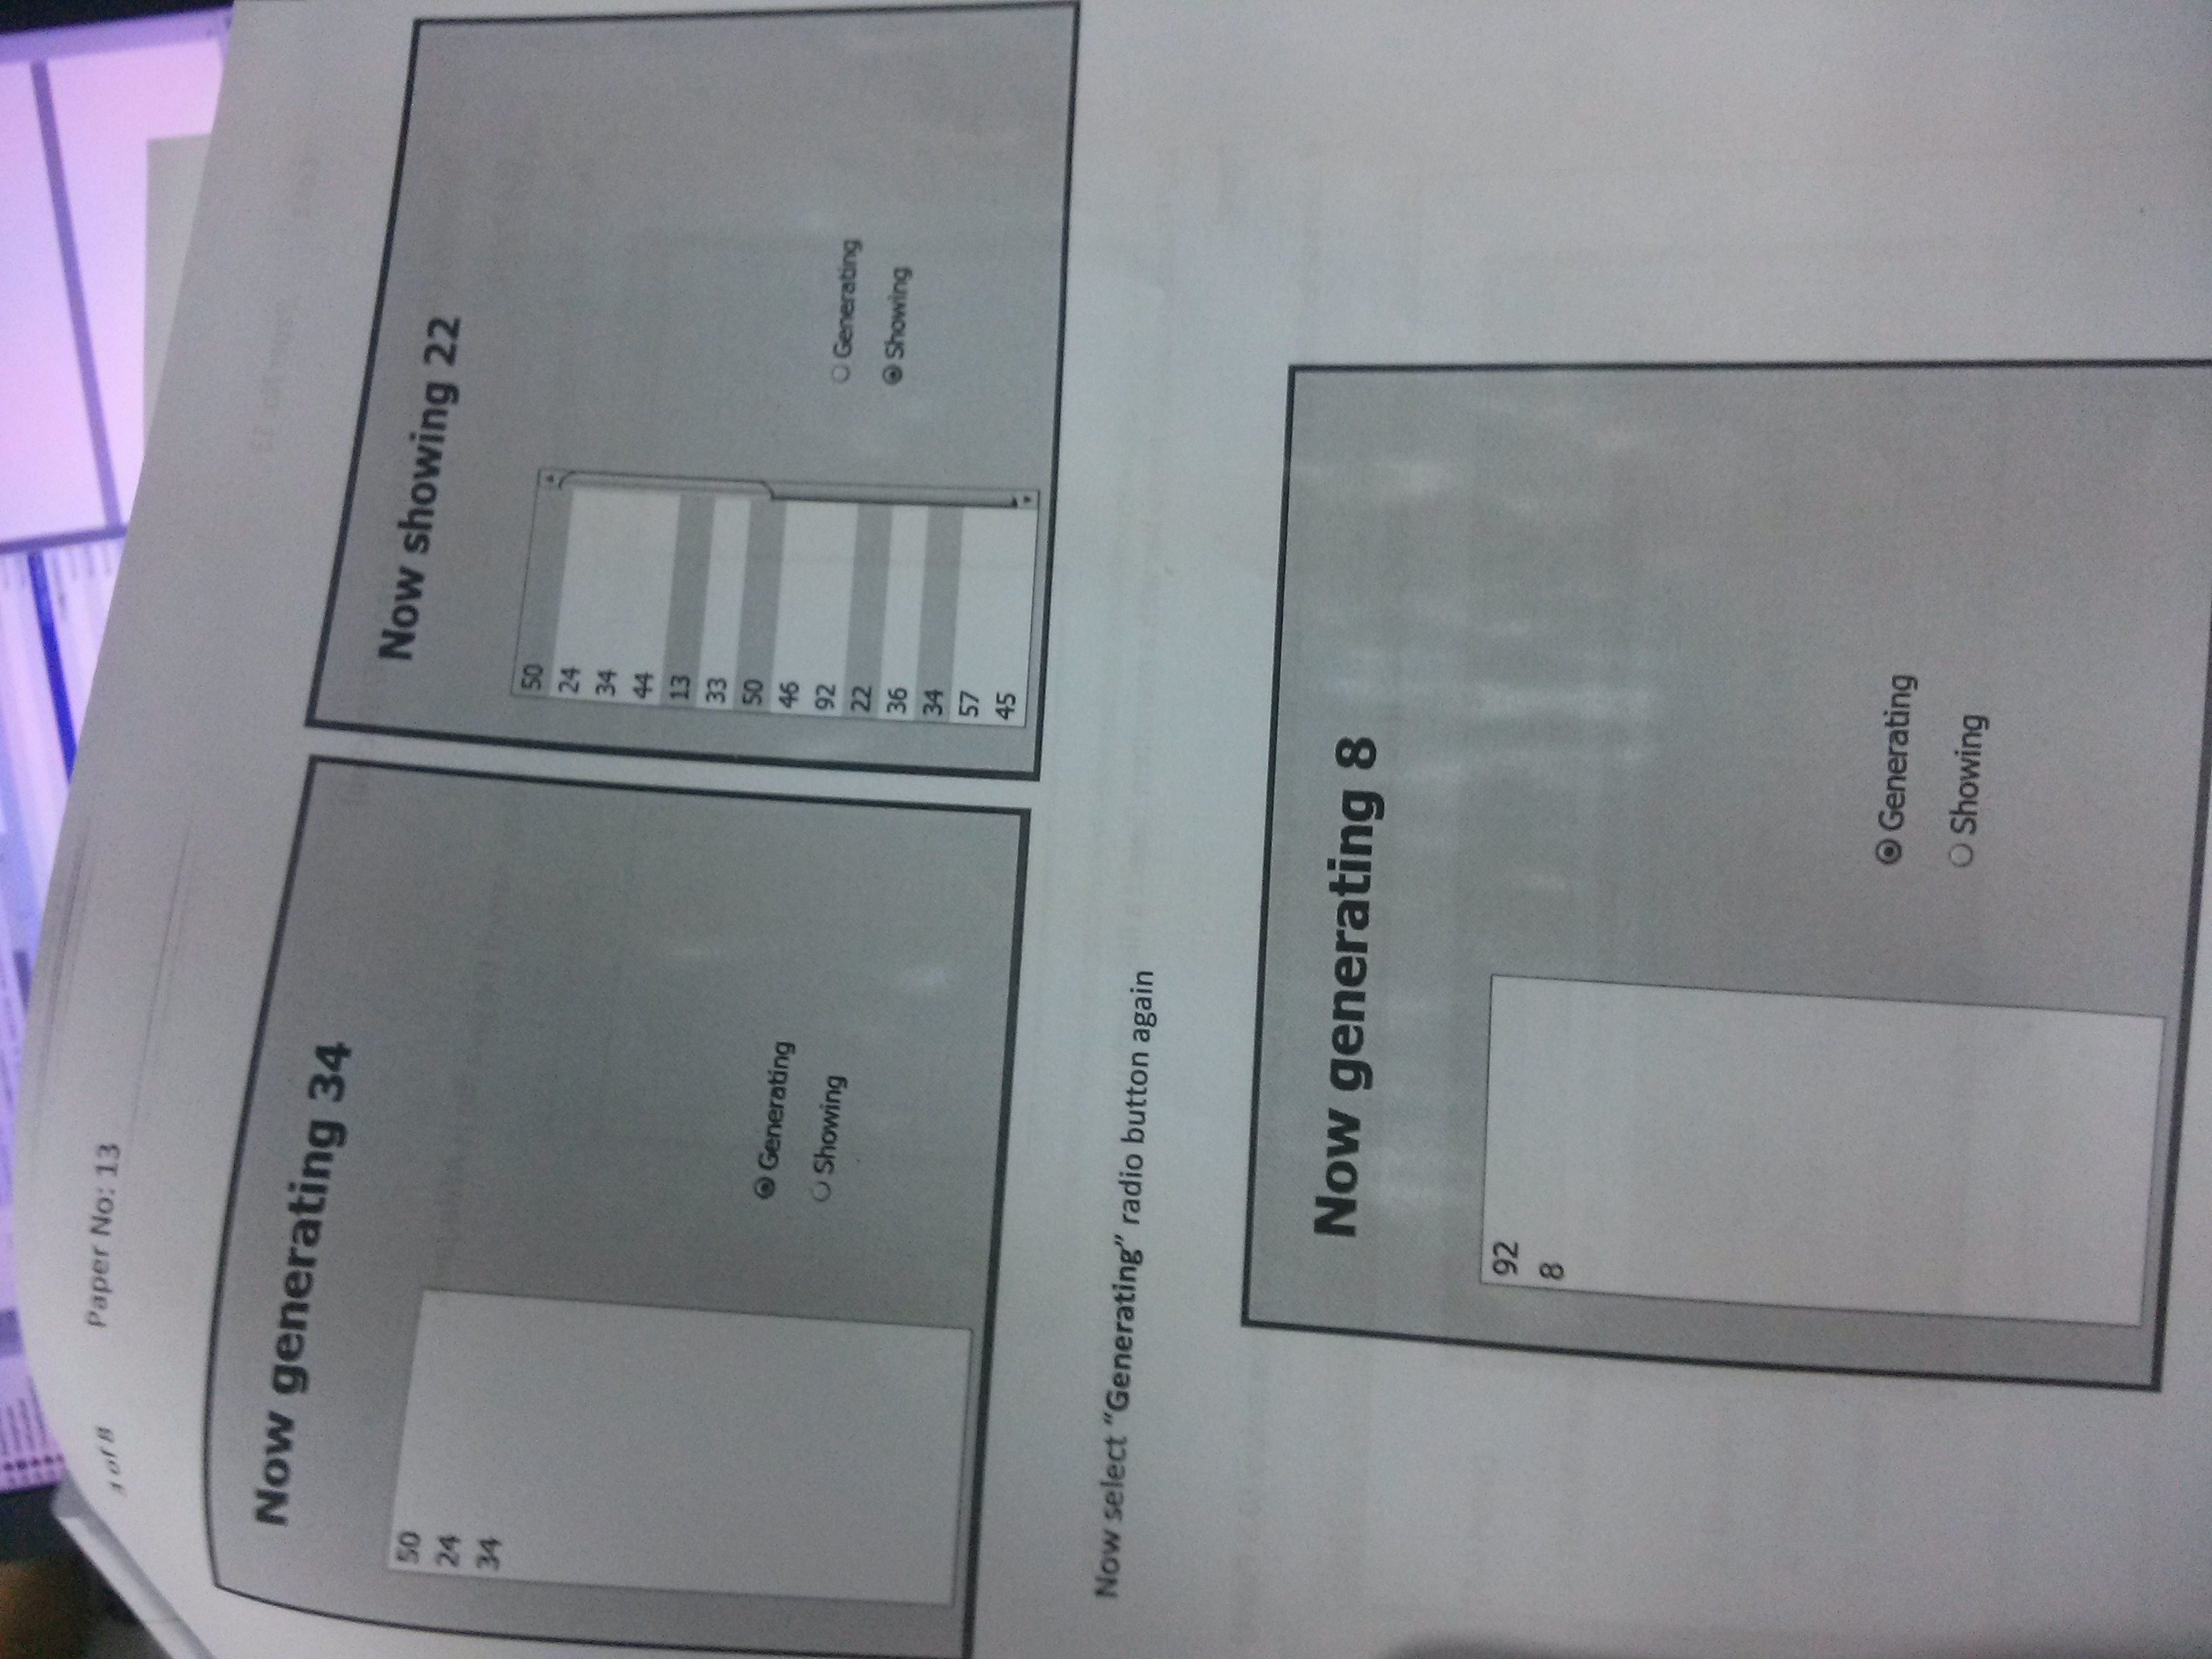 3 of 8
Paper No: 13
Now generating 34
50
24
34
Generating
Showing
Now showing 22
50
24
34
44
13
33
50
46
92
22
36
34
57
45
Generating
Showing
Now select “Generating” radio button again
Now generating 8
92
8
Generating
Showing